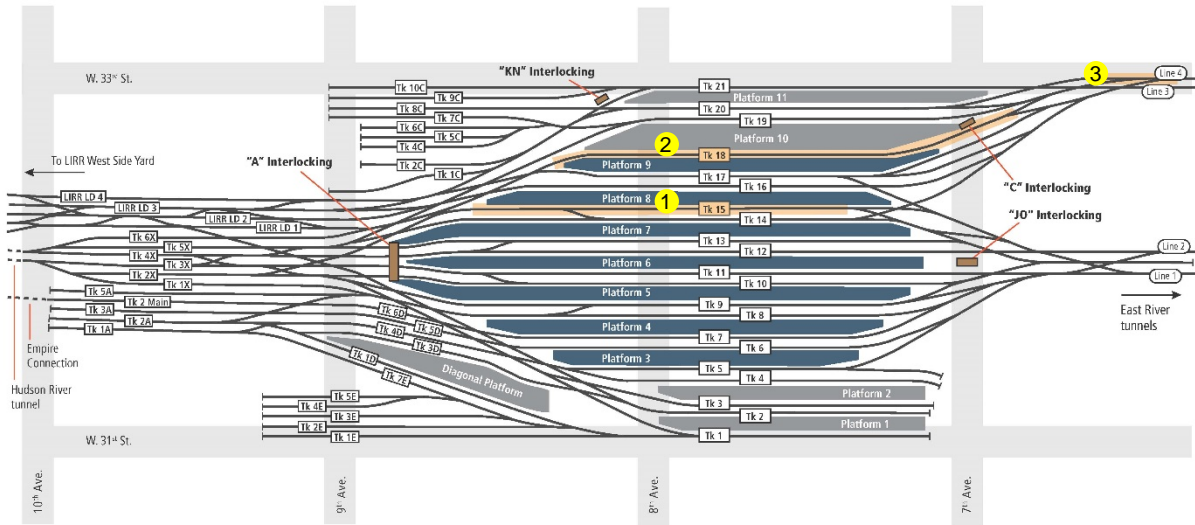 3
Line 4
Line 3
W. 33rd St.
"KN" Interlocking
Tk 10C
Tk 21
Tk 9C
Platform 11
Tk 8C
Tk 20
Tk 7C
Tk 19
Tk 6C
Tk 5C
Platform 10
Tk 4C
2
To LIRR West Side Yard
"A" Interlocking
Tk 18
Tk 2C
Platform 9
Tk 1C
Tk 17
"C" Interlocking
Tk 16
LIRR LD 4
Platform 8
1
LIRR LD 3
Tk 15
"JO" Interlocking
LIRR LD 2
Tk 14
LIRR LD 1
Platform 7
Tk 6X
Tk 13
Tk 5X
Tk 12
Line 2
Tk 4X
Platform 6
Tk 3X
Tk 2X
Tk 11
Line 1
Tk 1X
Tk 10
Tk 5A
Platform 5
East River
tunnels
Tk 2 Main
Tk 9
Tk 3A
Tk 6D
Tk 8
Tk 2A
Tk 5D
Platform 4
Tk 1A
Tk 4D
Tk 7
Tk 3D
Tk 6
Empire
Connection
Tk 1D
Platform 3
Tk 7E
Tk 5
Hudson River
tunnel
Diagonal Platform
Tk 4
Platform 2
Tk 5E
Tk 3
Tk 4E
Tk 2
Tk 3E
Platform 1
Tk 2E
W. 31st St.
Tk 1E
Tk 1
10th Ave.
9th Ave.
8th Ave.
7th Ave.